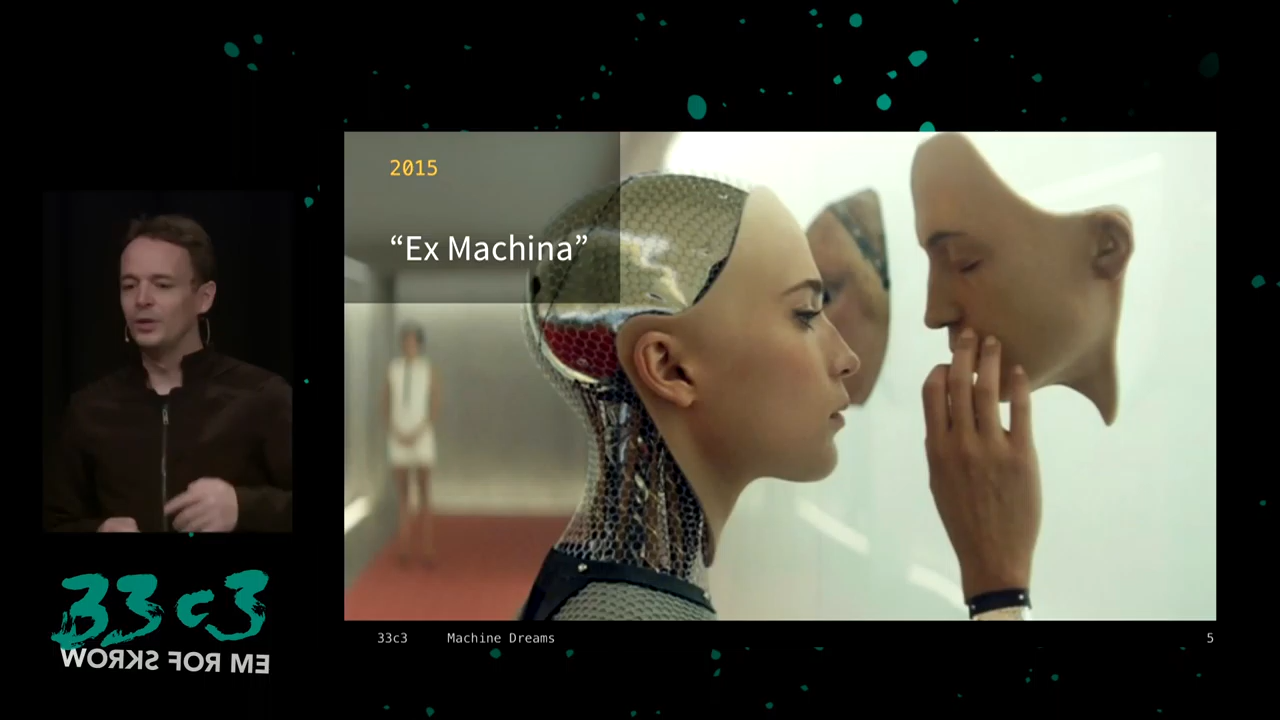 2015
“Ex Machina”
33c3
WORKS FOR ME
33c3 Machine Dreams 5